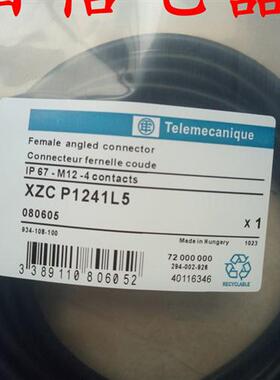 Telemecanique
Female angled connector
Connecteur fernelle coude
IP 67 - M12 -4 contacts
XZC P1241L5
080605
x 1
934-108-100
Made in Hungary 1023
72 000 000
294-002-926
3 389110 806052
40116346
RECYCLABLE